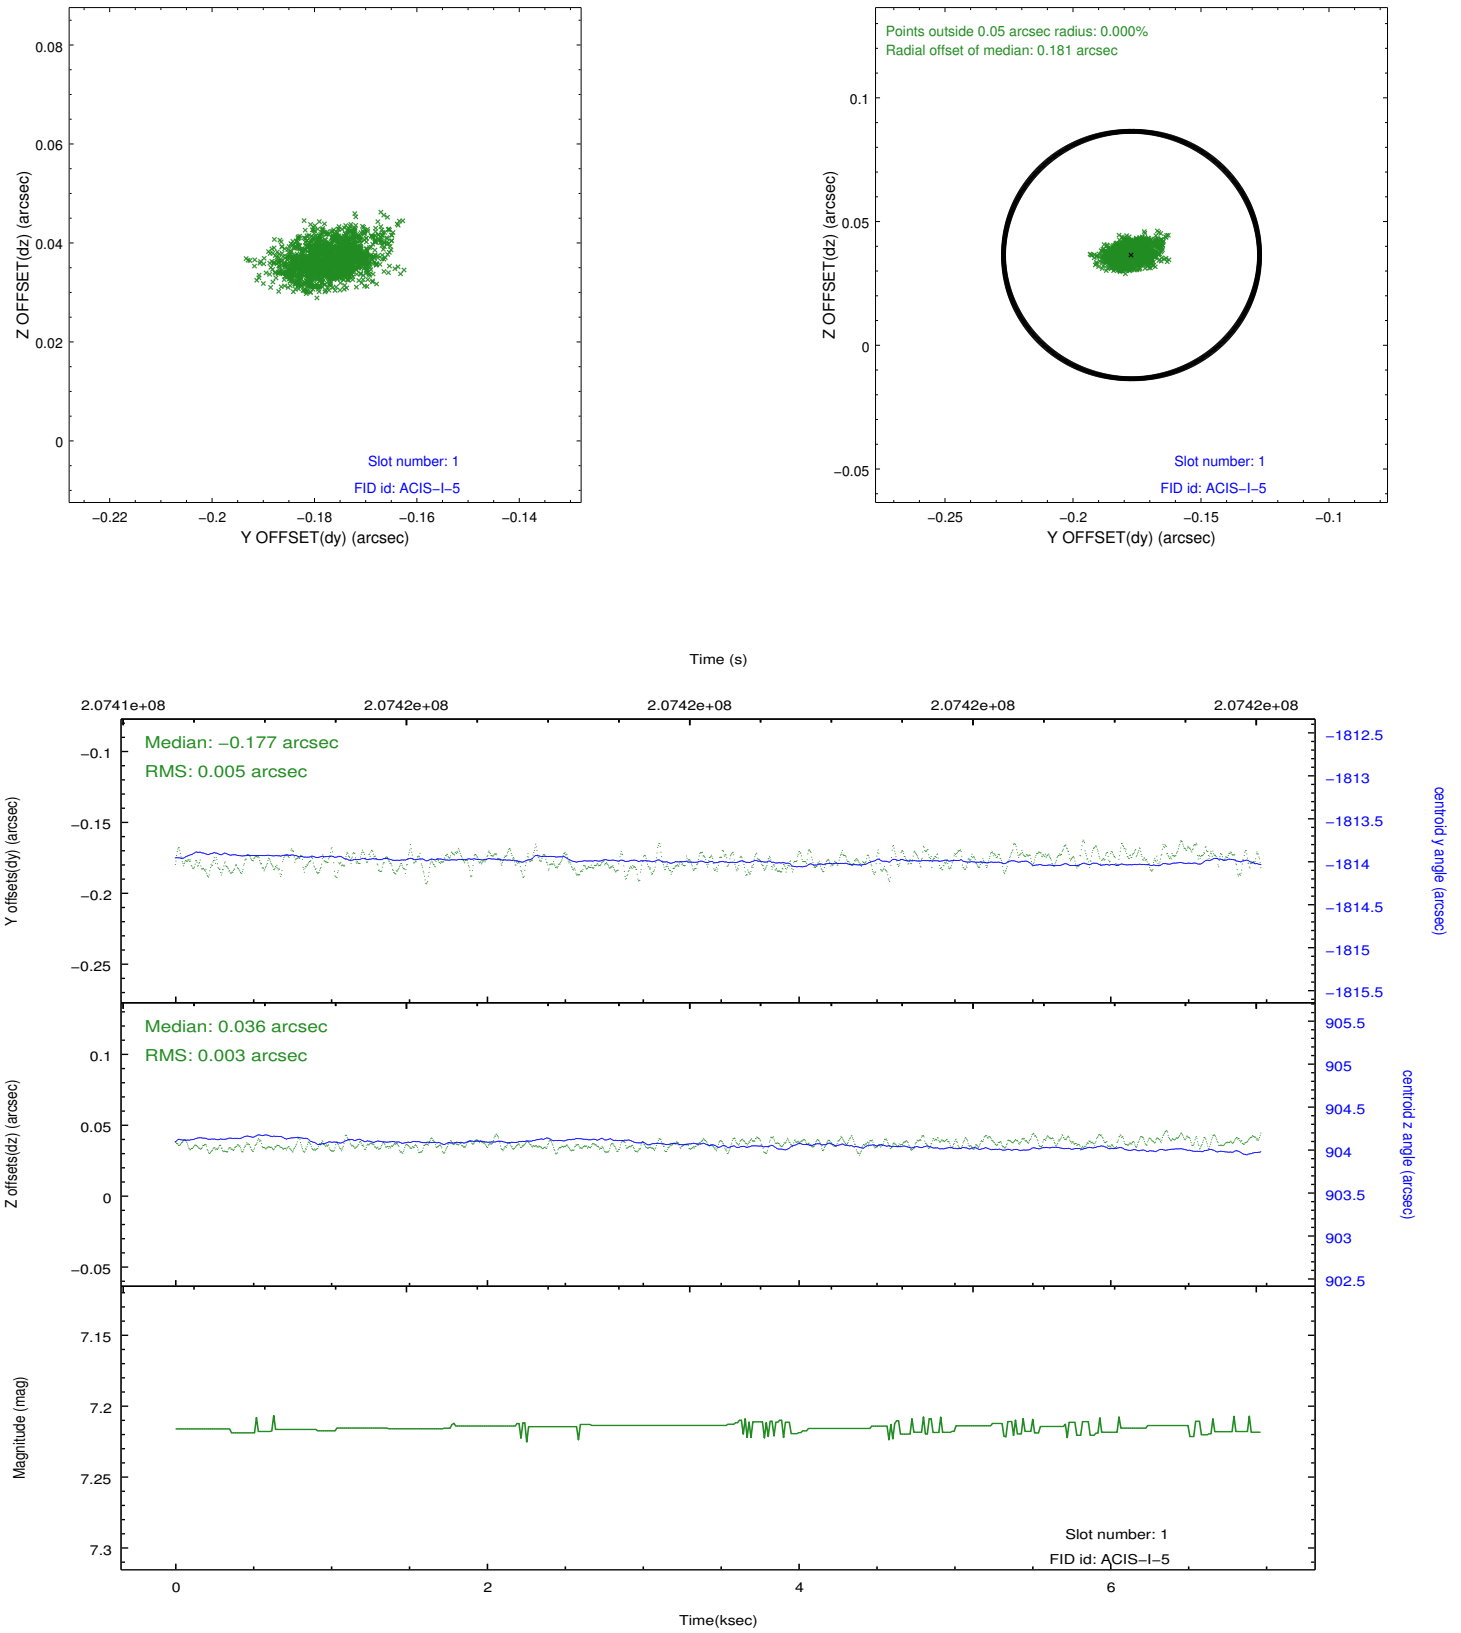 0.08
0.06
0.04
0.02
0
Z OFFSET(dz) (arcsec)
Slot number: 1
FID id: ACIS−I−5
−0.22 −0.2 −0.18 −0.16 −0.14
Y OFFSET(dy) (arcsec)
Points outside 0.05 arcsec radius: 0.000%
Radial offset of median: 0.181 arcsec
0.1
0.05
0
−0.05
Z OFFSET(dz) (arcsec)
Slot number: 1
FID id: ACIS−I−5
−0.25 −0.2 −0.15 −0.1
Y OFFSET(dy) (arcsec)
Time (s)
2.0741e+08 2.0742e+08 2.0742e+08 2.0742e+08 2.0742e+08
Median: −0.177 arcsec
RMS: 0.005 arcsec
−0.1
−0.15
−0.2
−0.25
Y offsets(dy) (arcsec)
−1812.5
−1813
−1813.5
−1814
−1814.5
−1815
−1815.5
centroid y angle (arcsec)
Median: 0.036 arcsec
RMS: 0.003 arcsec
0.1
0.05
0
−0.05
Z offsets(dz) (arcsec)
905.5
905
904.5
904
903.5
903
902.5
centroid z angle (arcsec)
7.15
7.2
7.25
7.3
Magnitude (mag)
Slot number: 1
FID id: ACIS−I−5
0 2 4 6
Time(ksec)